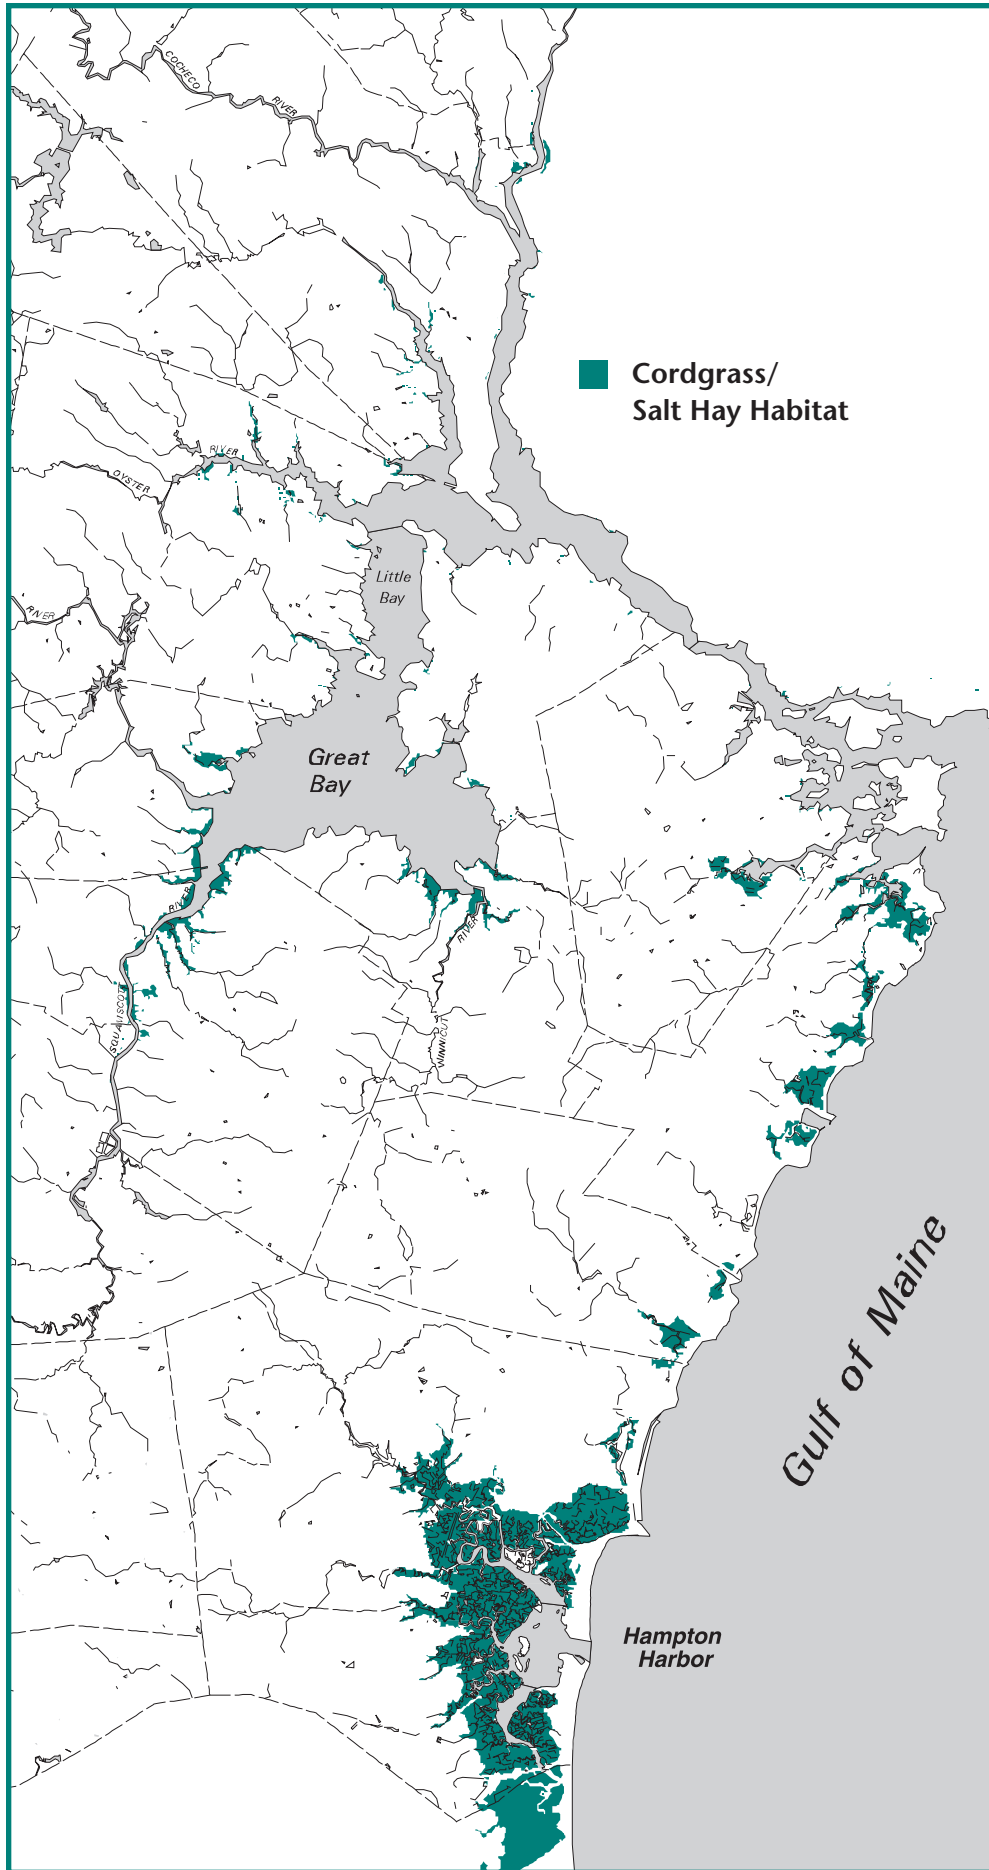 COCHECO
RIVER
Cordgrass/
Salt Hay Habitat
RIVER
OYSTER
Little
Bay
RIVER
Great
Bay
RIVER
RIVER
SQUAMSCOTT
WINNICUT
Gulf of Maine
Hampton
Harbor